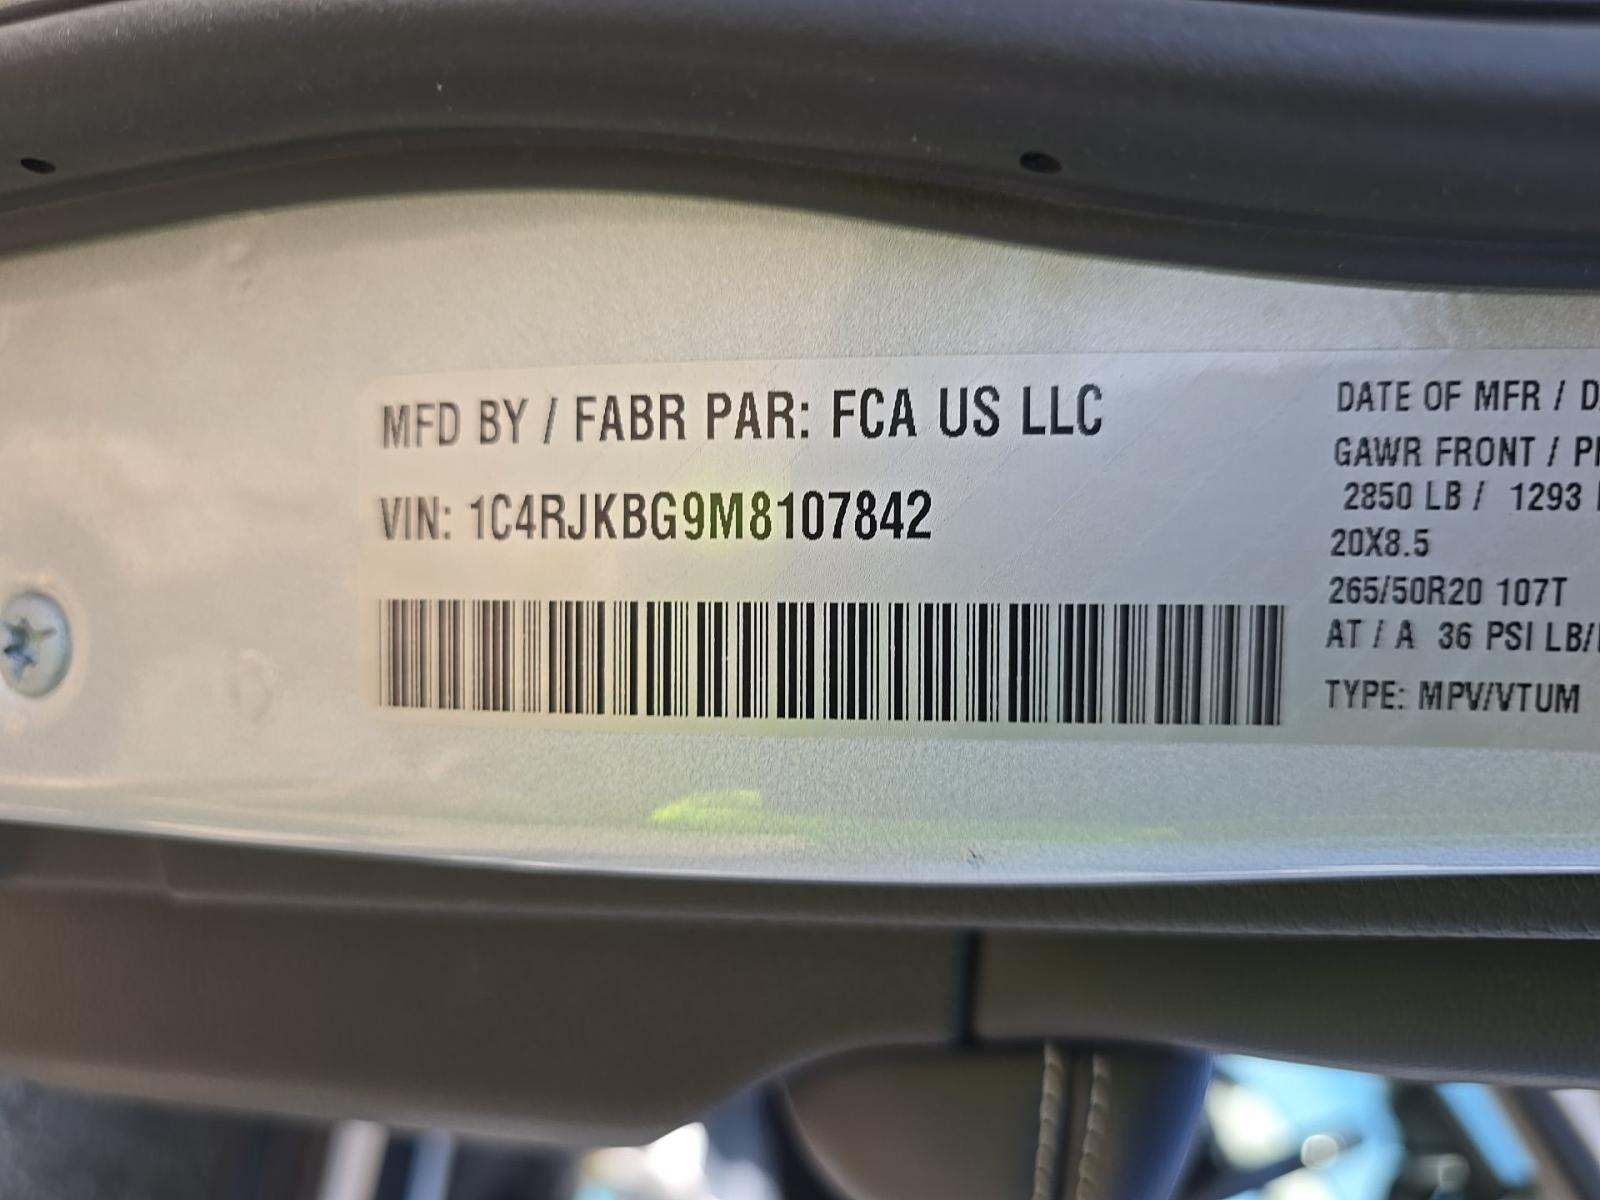 MFD BY / FABR PAR: FCA US LLC
VIN: 1C4RJKBG9M8107842
DATE OF MFR / D
GAWR FRONT / P
2850 LB / 1293
20X8.5
265/50R20 107T
AT / A 36 PSI LB/
TYPE: MPV/VTUM